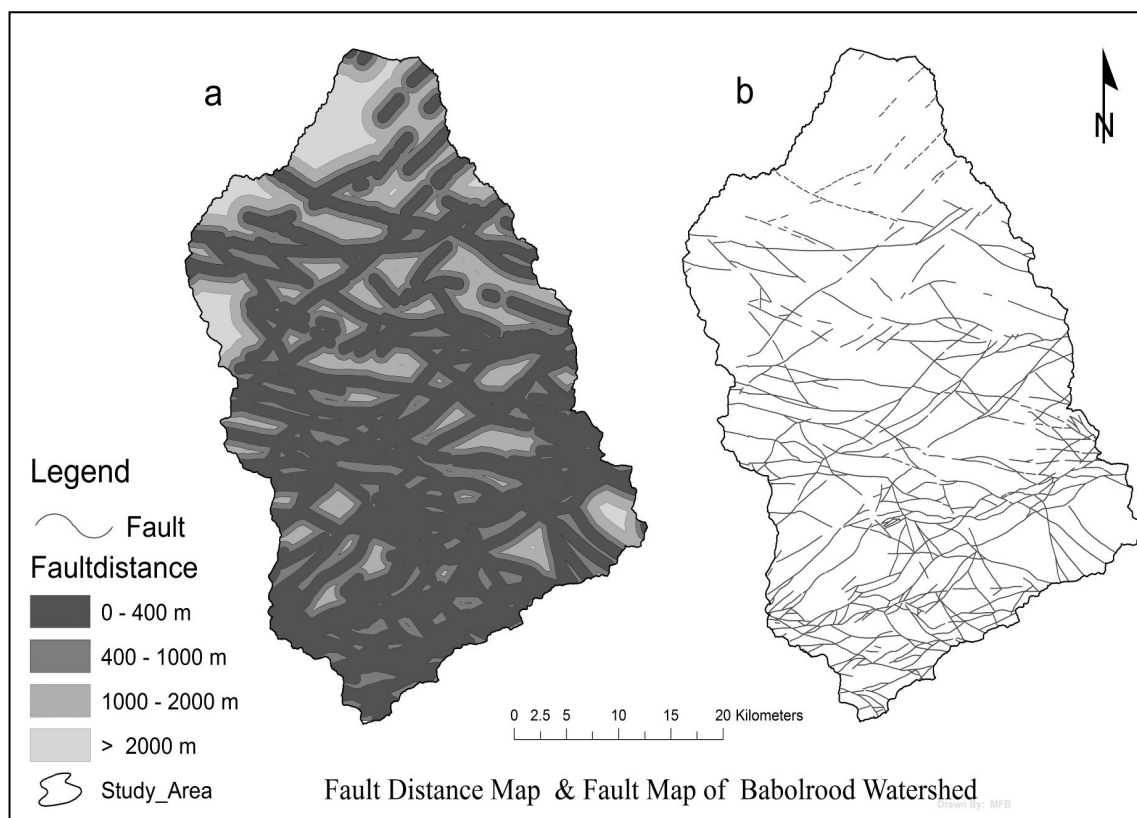 a
b
N
Legend
Fault
Faultdistance
0 - 400 m
400 - 1000 m
1000 - 2000 m
> 2000 m
Study_Area
0 2.5 5 10 15 20 Kilometers
Fault Distance Map & Fault Map of Babolrood Watershed
Drawn By: MFB